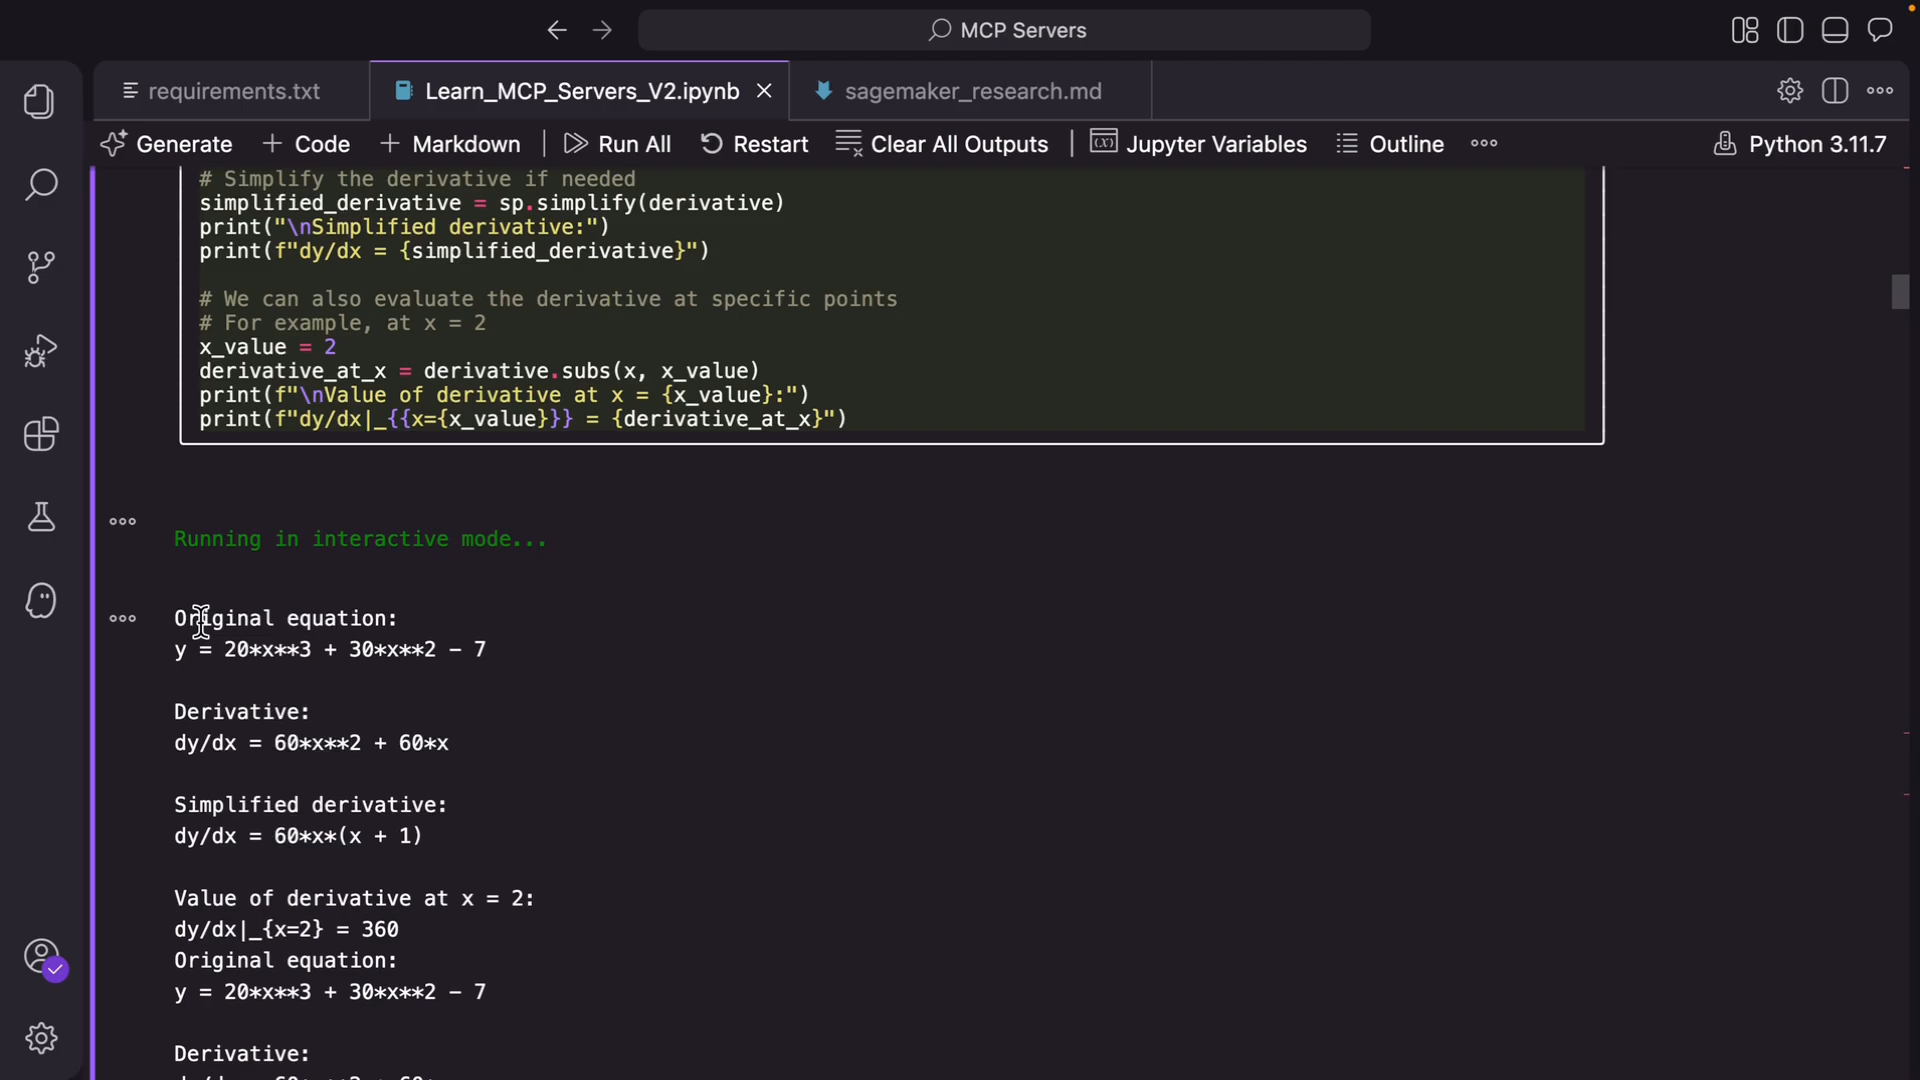 MCP Servers
requirements.txt
Learn_MCP_Servers_V2.ipynb
sagemaker_research.md
Generate
Code
Markdown
Run All
Restart
Clear All Outputs
Jupyter Variables
Outline
Python 3.11.7
# Simplify the derivative if needed
simplified_derivative = sp.simplify(derivative)
print("\nSimplified derivative:")
print(f"dy/dx = {simplified_derivative}")
# We can also evaluate the derivative at specific points
# For example, at x = 2
x_value = 2
derivative_at_x = derivative.subs(x, x_value)
print(f"\nValue of derivative at x = {x_value}:")
print(f"dy/dx|_{{x={x_value}}} = {derivative_at_x}")
Running in interactive mode...
Original equation:
y = 20*x**3 + 30*x**2 - 7
Derivative:
dy/dx = 60*x**2 + 60*x
Simplified derivative:
dy/dx = 60*x*(x + 1)
Value of derivative at x = 2:
dy/dx|_{x=2} = 360
Original equation:
y = 20*x**3 + 30*x**2 - 7
Derivative: